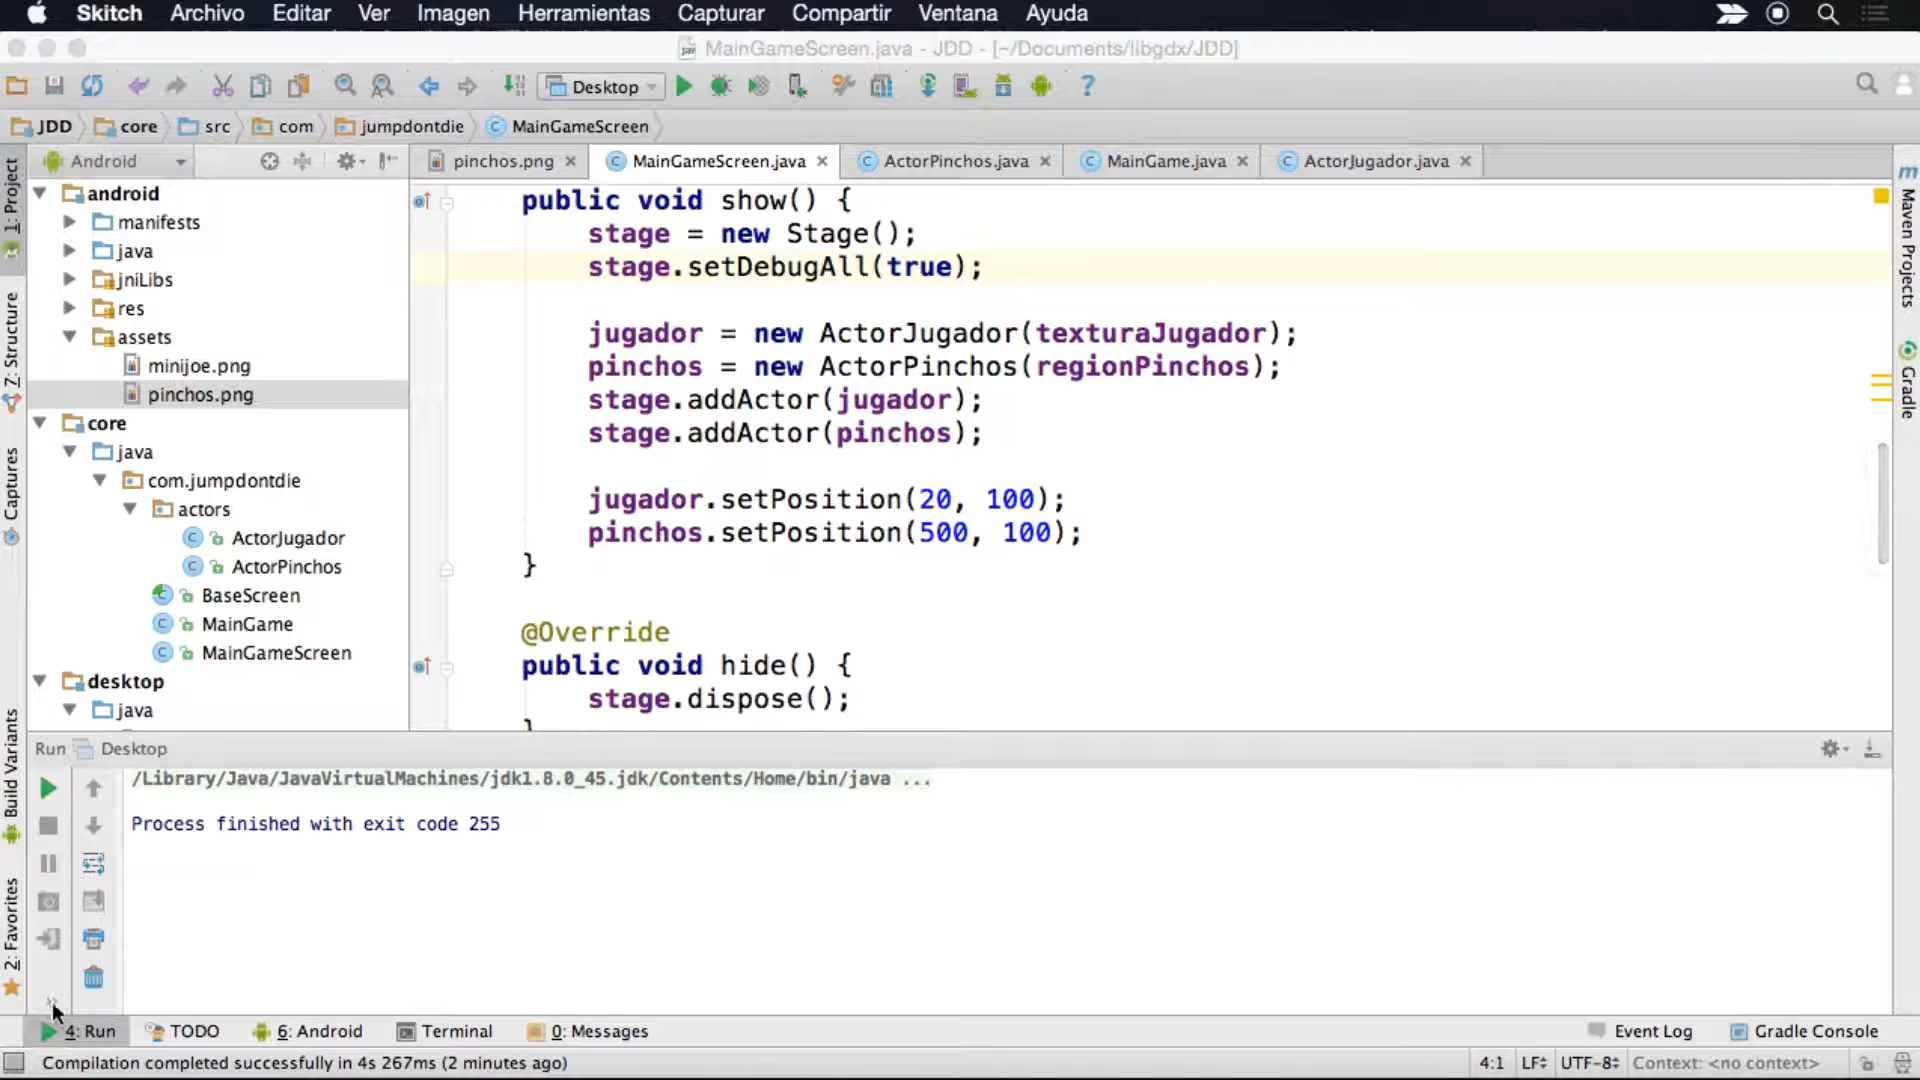 Skitch Archivo Editar Ver Imagen Herramientas Capturar Compartir Ventana Ayuda
MainGameScreen.java - JDD - [~/Documents/libgdx/JDD]
Desktop
JDD core src com jumpdontdie MainGameScreen
Android
pinchos.png MainGameScreen.java ActorPinchos.java MainGame.java ActorJugador.java
1: Project
7: Structure
Captures
Build Variants
2: Favorites
android
manifests
java
jniLibs
res
assets
minijoe.png
pinchos.png
core
java
com.jumpdontdie
actors
ActorJugador
ActorPinchos
BaseScreen
MainGame
MainGameScreen
desktop
java
public void show() {
stage = new Stage();
stage.setDebugAll(true);
jugador = new ActorJugador(texturaJugador);
pinchos = new ActorPinchos(regionPinchos);
stage.addActor(jugador);
stage.addActor(pinchos);
jugador.setPosition(20, 100);
pinchos.setPosition(500, 100);
}
@Override
public void hide() {
stage.dispose();
}
Maven Projects
Gradle
Run Desktop
/Library/Java/JavaVirtualMachines/jdk1.8.0_45.jdk/Contents/Home/bin/java ...
Process finished with exit code 255
4: Run TODO 6: Android Terminal 0: Messages Event Log Gradle Console
Compilation completed successfully in 4s 267ms (2 minutes ago) 4:1 LF UTF-8 Context: <no context>